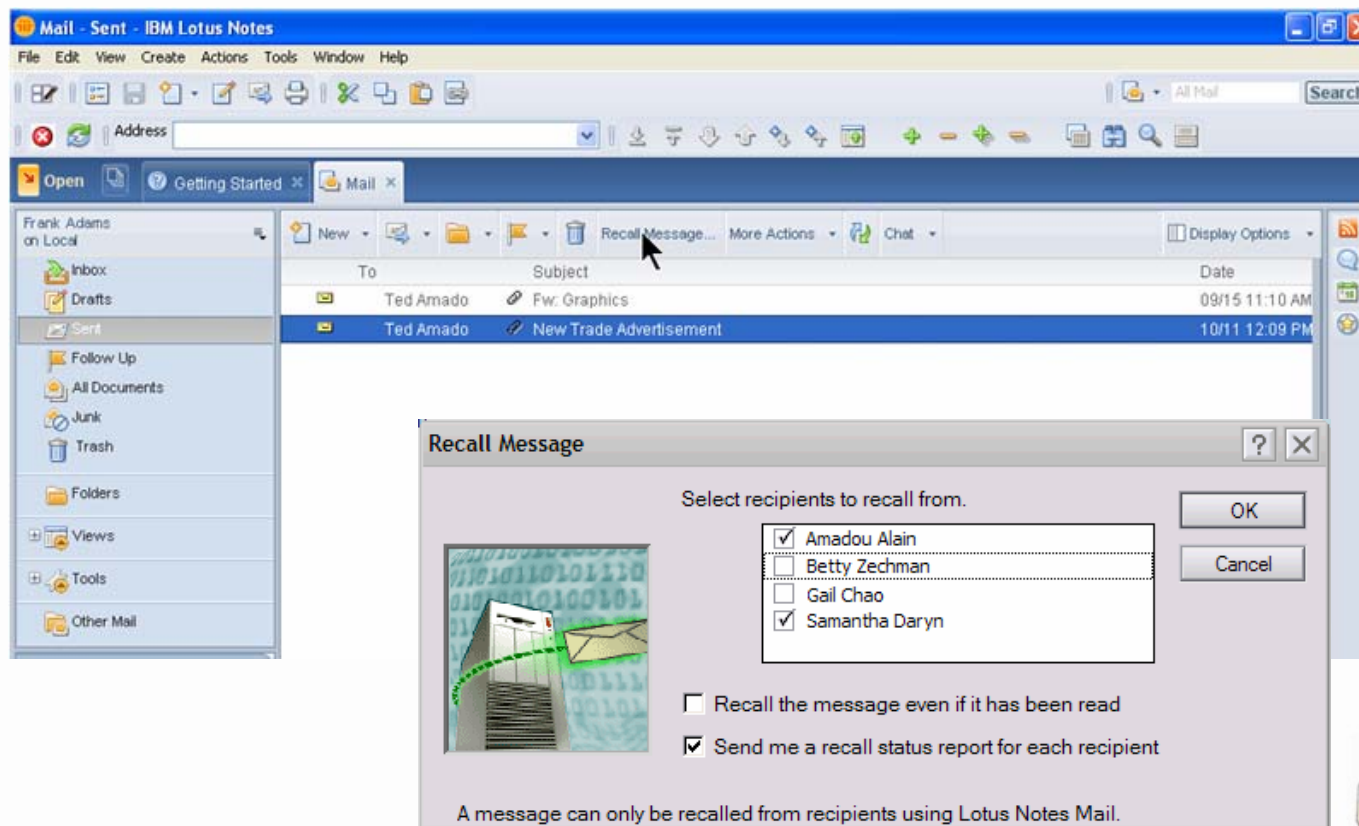 Mail - Sent - IBM Lotus Notes
File Edit View Create Actions Tools Window Help
All Mail Search
Address
Open Getting Started Mail
Frank Adams
on Local
New Recall Message... More Actions Chat Display Options
Inbox
To Subject Date
Drafts
Ted Amado Fw: Graphics 09/15 11:10 AM
Sent
Ted Amado New Trade Advertisement 10/11 12:09 PM
Follow Up
All Documents
Junk
Trash
Folders
Views
Tools
Other Mail
Recall Message
Select recipients to recall from.
OK
Amadou Alain
Betty Zechman
Cancel
Gail Chao
Samantha Daryn
Recall the message even if it has been read
Send me a recall status report for each recipient
A message can only be recalled from recipients using Lotus Notes Mail.